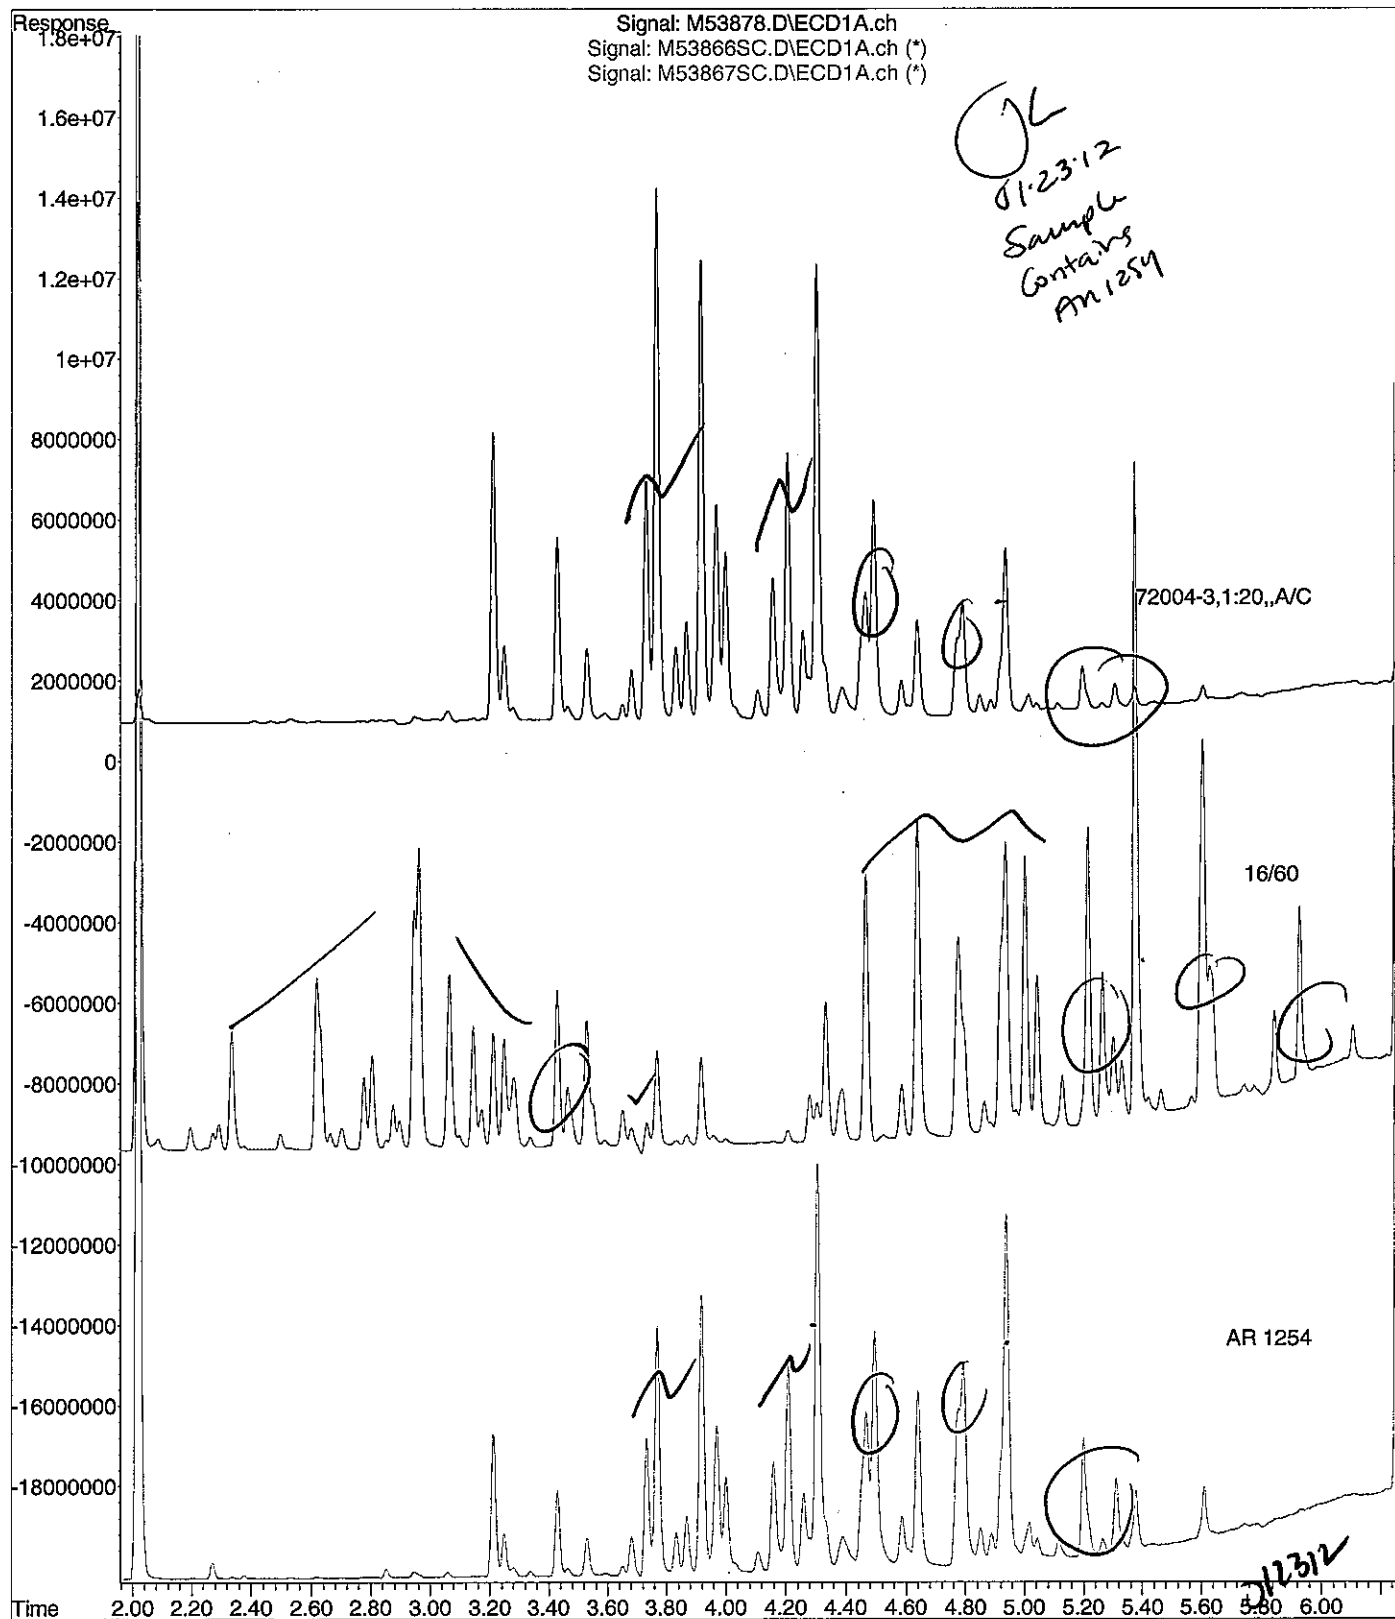 Response
Signal: M53878.D\ECD1A.ch
Signal: M53866SC.D\ECD1A.ch (*)
Signal: M53867SC.D\ECD1A.ch (*)
1.8e+07
1.6e+07
1.4e+07
1.2e+07
1e+07
8000000
6000000
4000000
2000000
0
-2000000
-4000000
-6000000
-8000000
-10000000
-12000000
-14000000
-16000000
-18000000
01.23.12
Sample
Contains
AR 1254
72004-3,1:20,,A/C
16/60
AR 1254
012312
Time 2.00 2.20 2.40 2.60 2.80 3.00 3.20 3.40 3.60 3.80 4.00 4.20 4.40 4.60 4.80 5.00 5.20 5.40 5.60 5.80 6.00